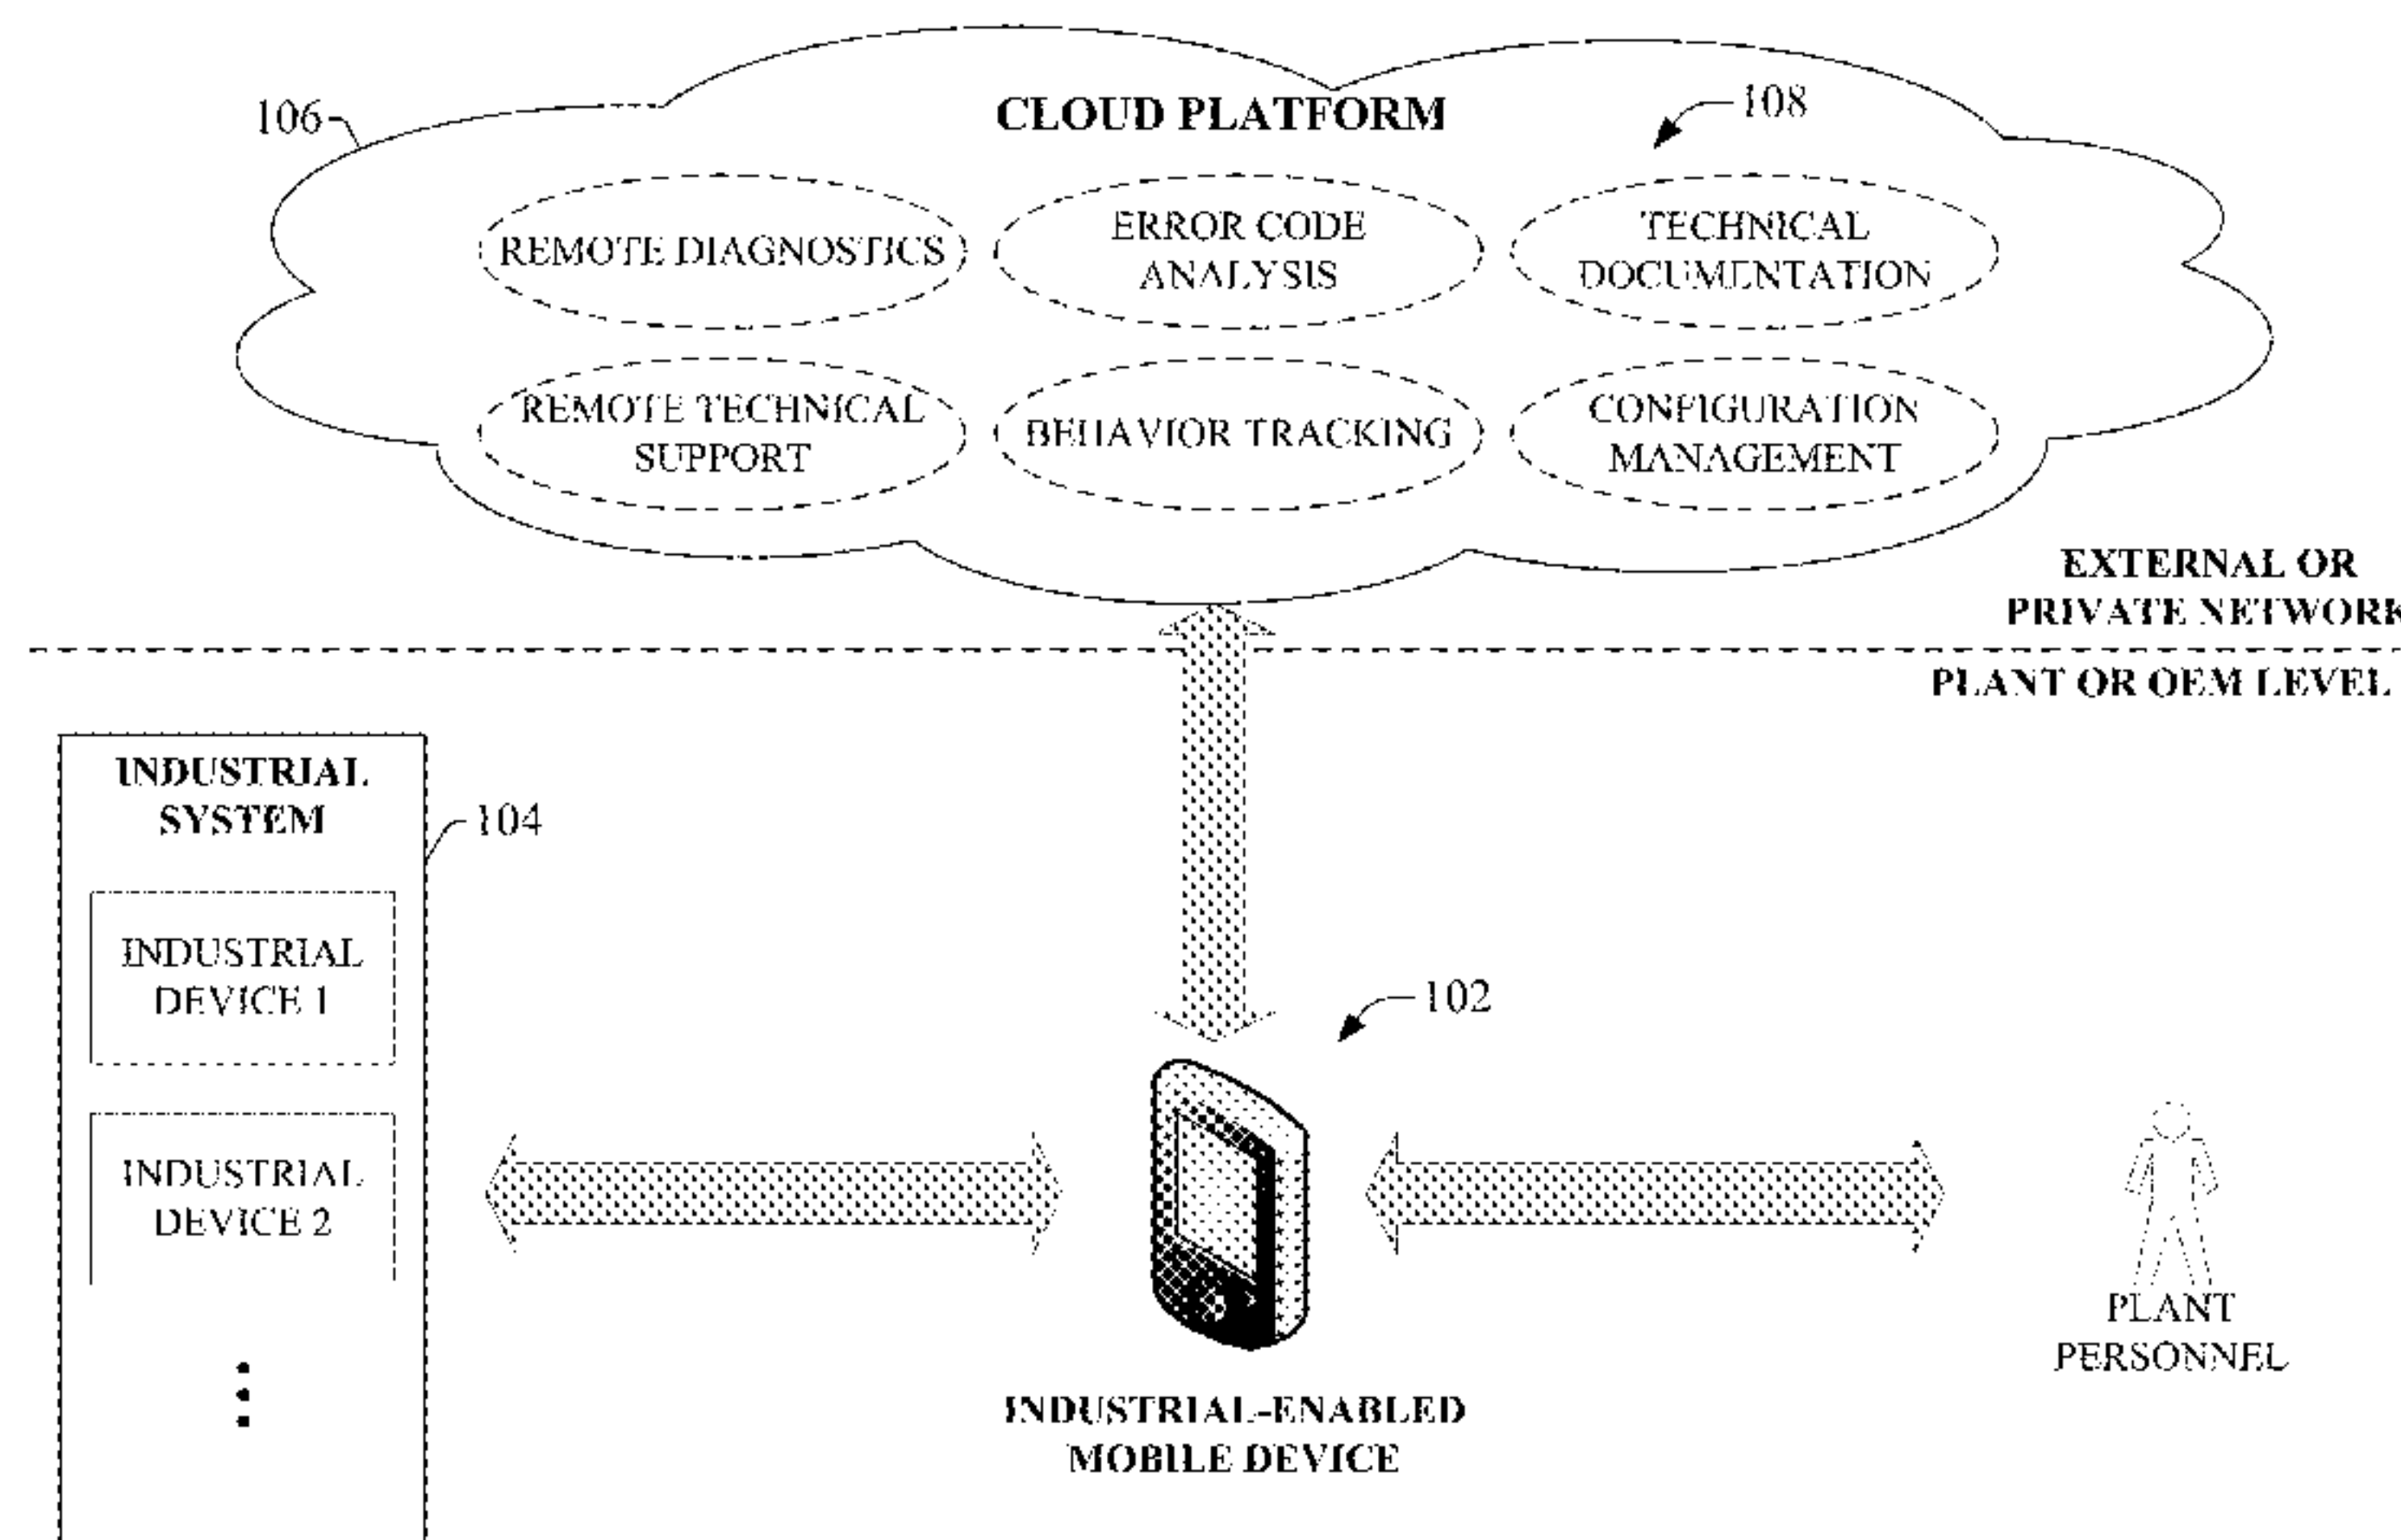 106
CLOUD PLATFORM
108
REMOTE DIAGNOSTICS
ERROR CODE
ANALYSIS
TECHNICAL
DOCUMENTATION
REMOTE TECHNICAL
SUPPORT
BEHAVIOR TRACKING
CONFIGURATION
MANAGEMENT
EXTERNAL OR
PRIVATE NETWORK
PLANT OR OEM LEVEL
INDUSTRIAL
SYSTEM
104
INDUSTRIAL
DEVICE 1
102
INDUSTRIAL
DEVICE 2
PLANT
PERSONNEL
INDUSTRIAL-ENABLED
MOBILE DEVICE